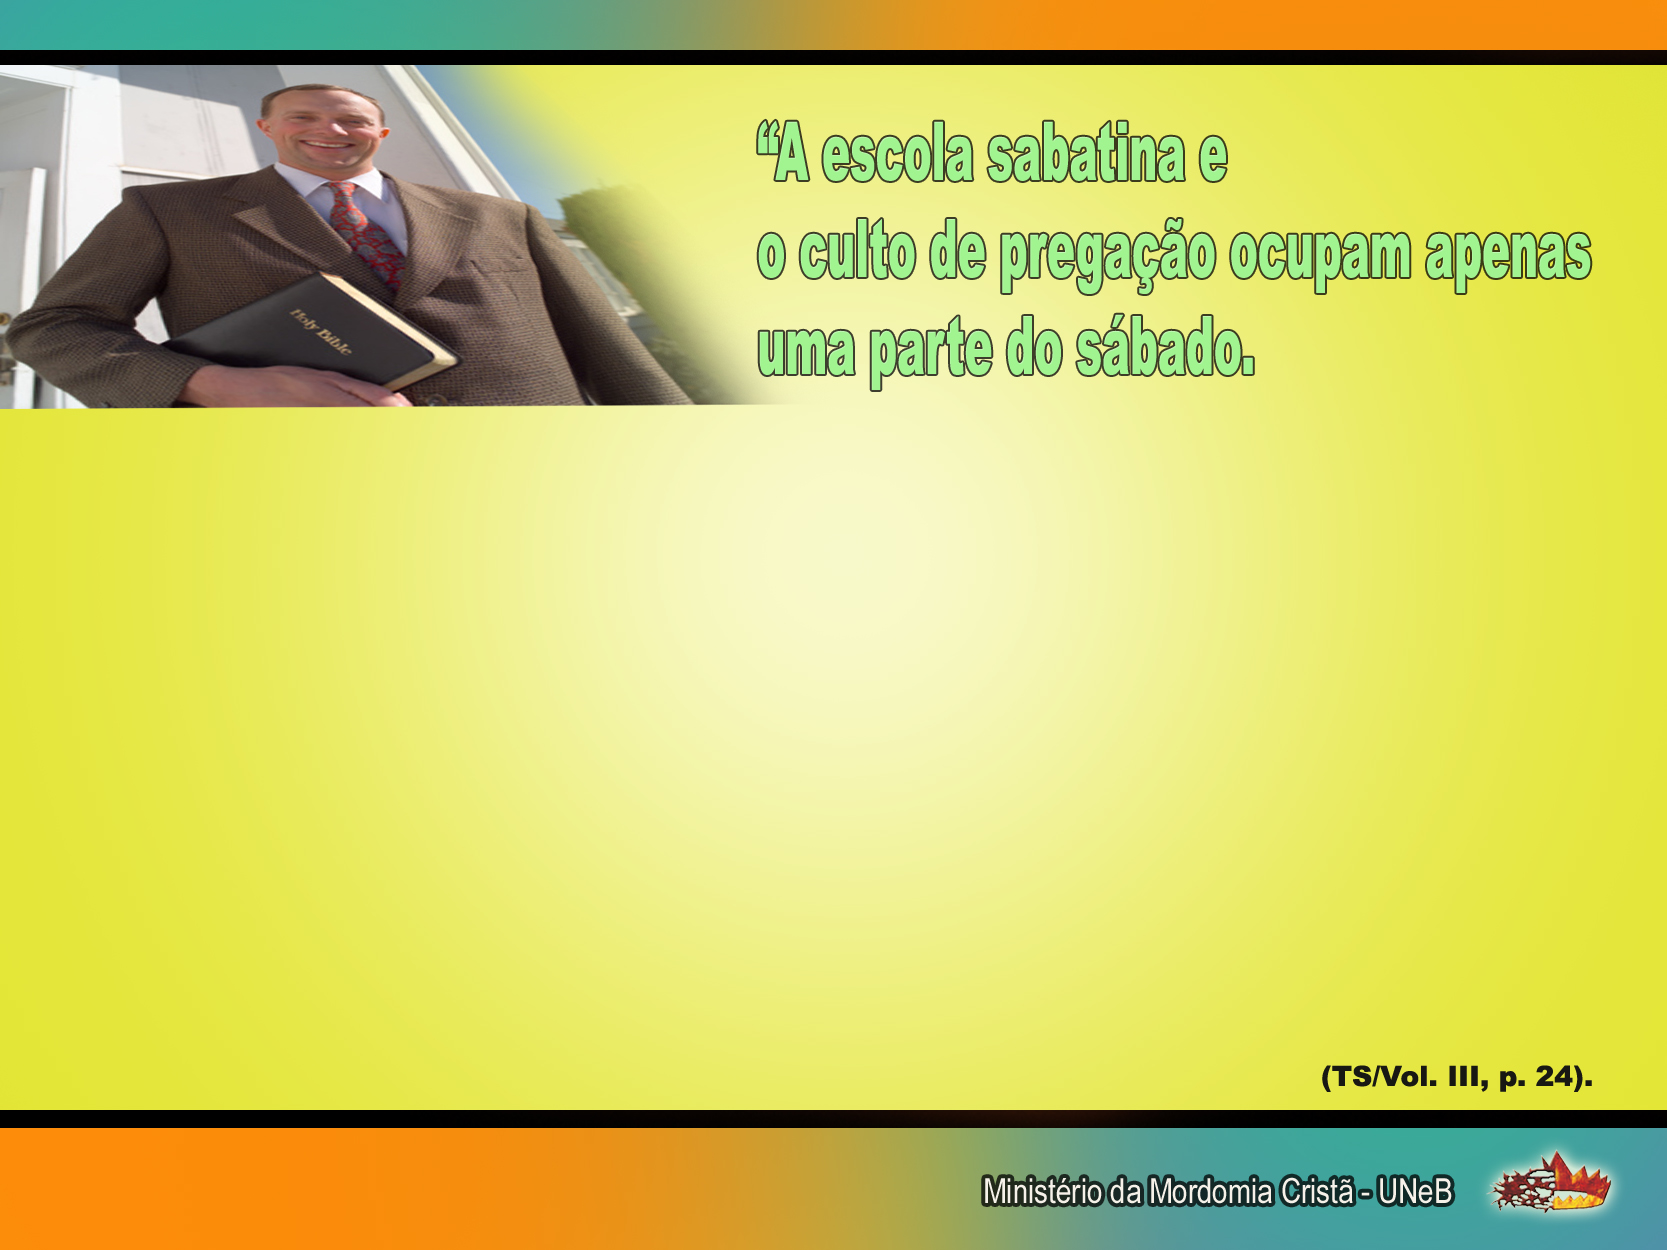 “A escola sabatina e
o culto de pregação ocupam apenas
uma parte do sábado.
Holy Bible
(TS/Vol. III, p. 24).
Ministério da Mordomia Cristã - UNeB